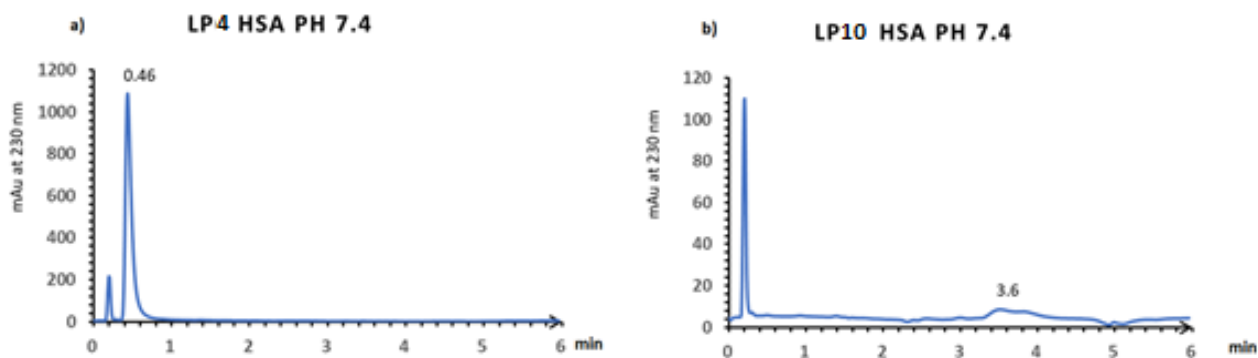 a)
LP4 HSA PH 7.4
0.46
mAu at 230 nm
1200
1000
800
600
400
200
0
0 1 2 3 4 5 6 min
b)
LP10 HSA PH 7.4
3.6
mAu at 230 nm
120
100
80
60
40
20
0
0 1 2 3 4 5 6 min